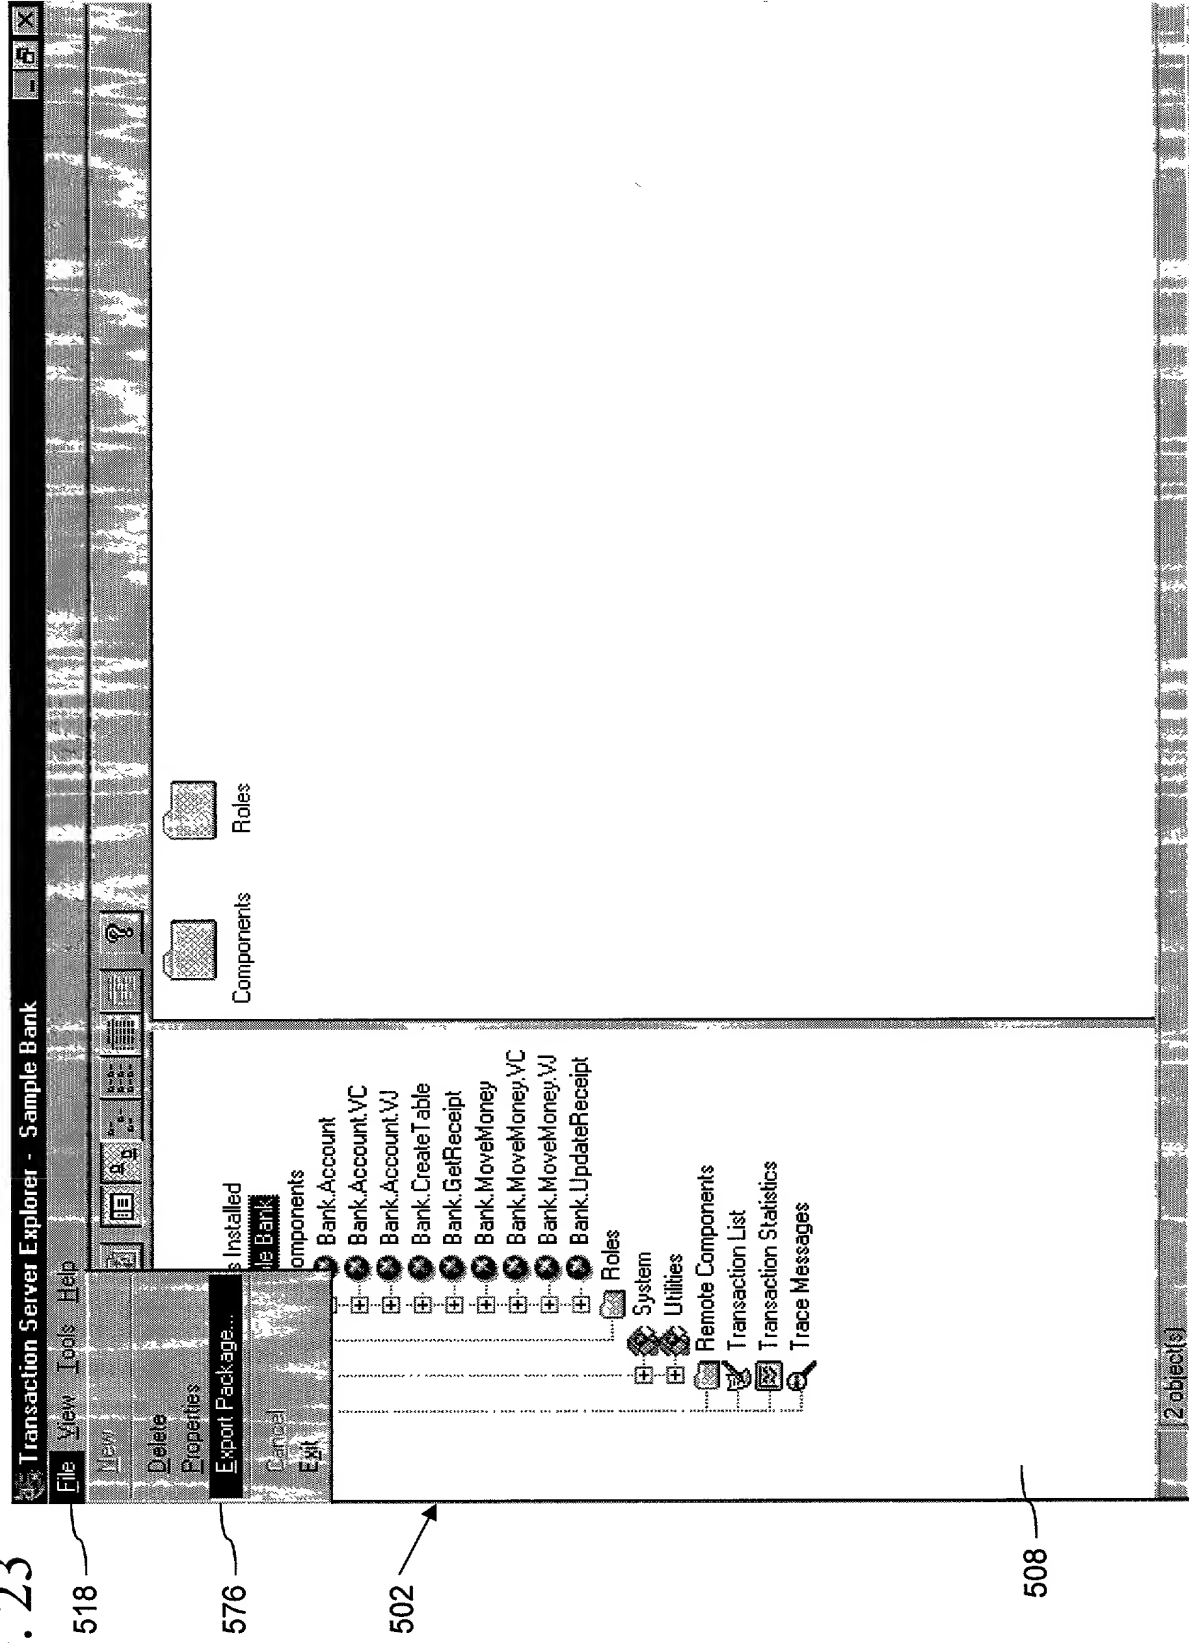 . 23
518
576
502
508
Transaction Server Explorer - Sample Bank
File View Tools Help
New
Delete
Properties
Export Package...
Cancel
Exit
s Installed
le Bank
omponents
Bank.Account
Bank.Account.VC
Bank.Account.VJ
Bank.CreateTable
Bank.GetReceipt
Bank.MoveMoney
Bank.MoveMoney.VC
Bank.MoveMoney.VJ
Bank.UpdateReceipt
Roles
System
Utilities
Remote Components
Transaction List
Transaction Statistics
Trace Messages
Components
Roles
2 object(s)